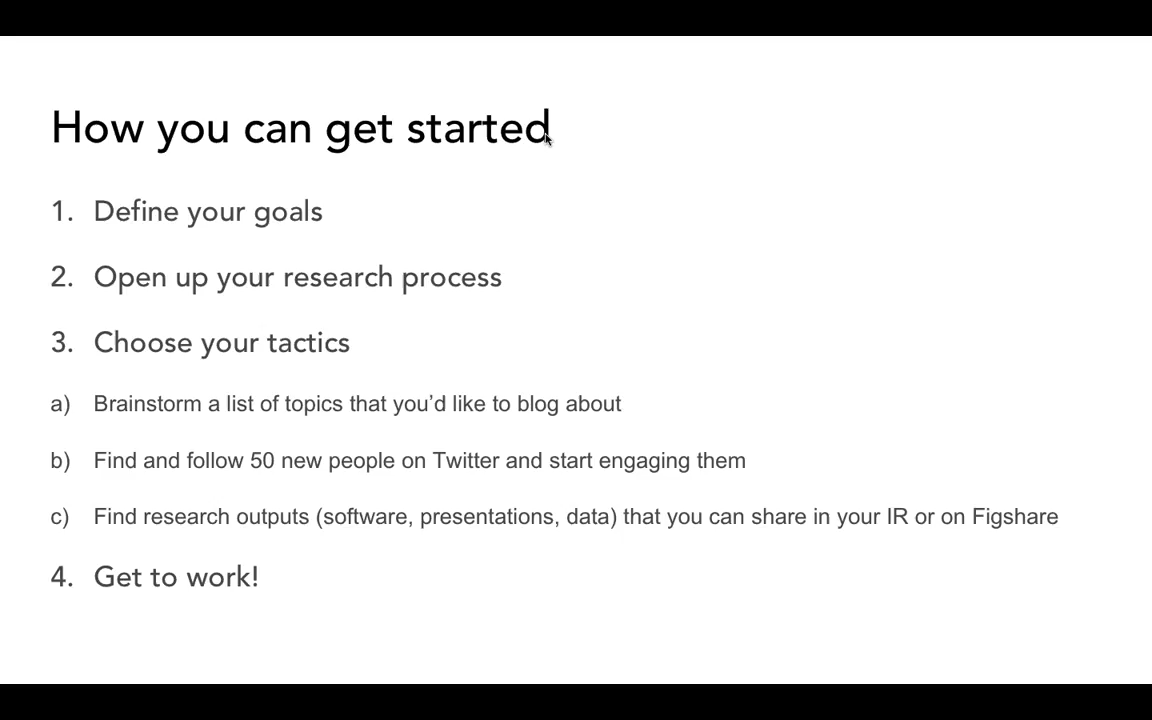 How you can get started
1. Define your goals
2. Open up your research process
3. Choose your tactics
a) Brainstorm a list of topics that you’d like to blog about
b) Find and follow 50 new people on Twitter and start engaging them
c) Find research outputs (software, presentations, data) that you can share in your IR or on Figshare
4. Get to work!